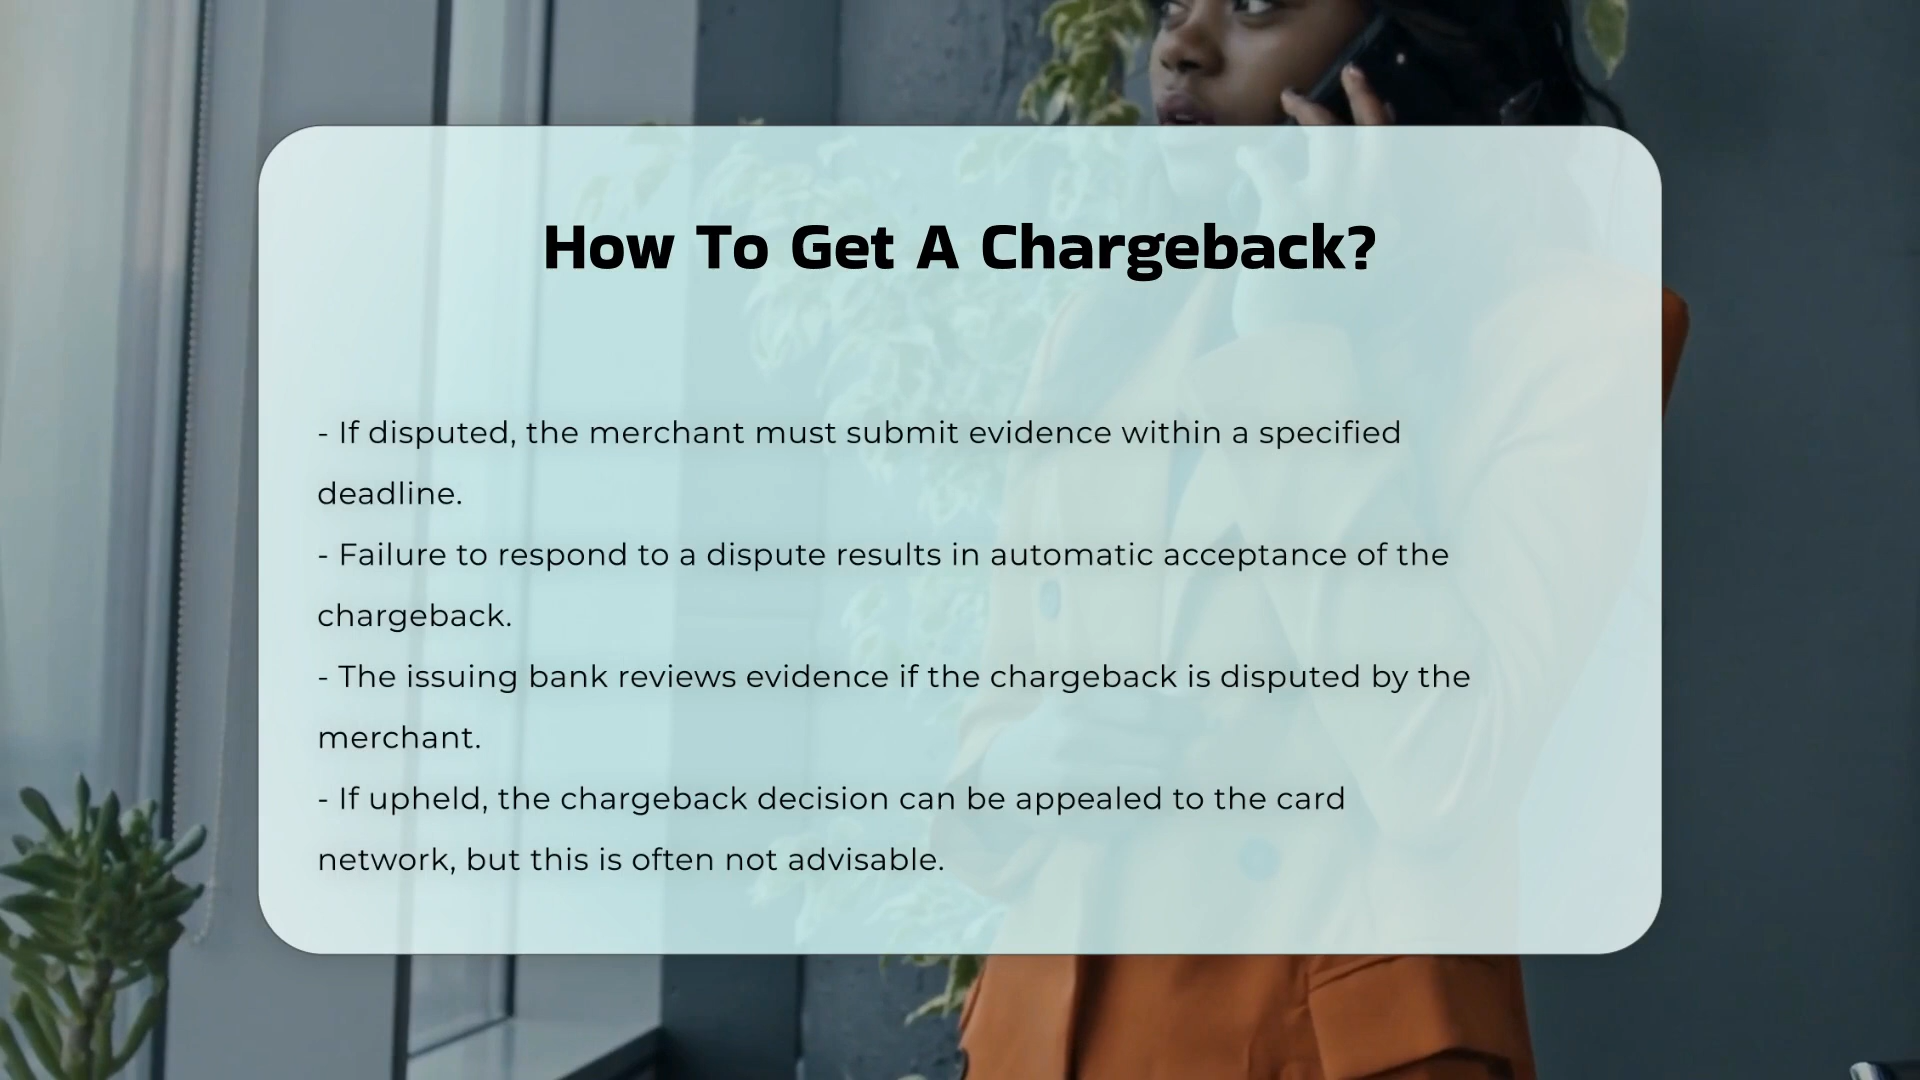 How To Get A Chargeback?
- If disputed, the merchant must submit evidence within a specified
deadline.
- Failure to respond to a dispute results in automatic acceptance of the
chargeback.
- The issuing bank reviews evidence if the chargeback is disputed by the
merchant.
- If upheld, the chargeback decision can be appealed to the card
network, but this is often not advisable.